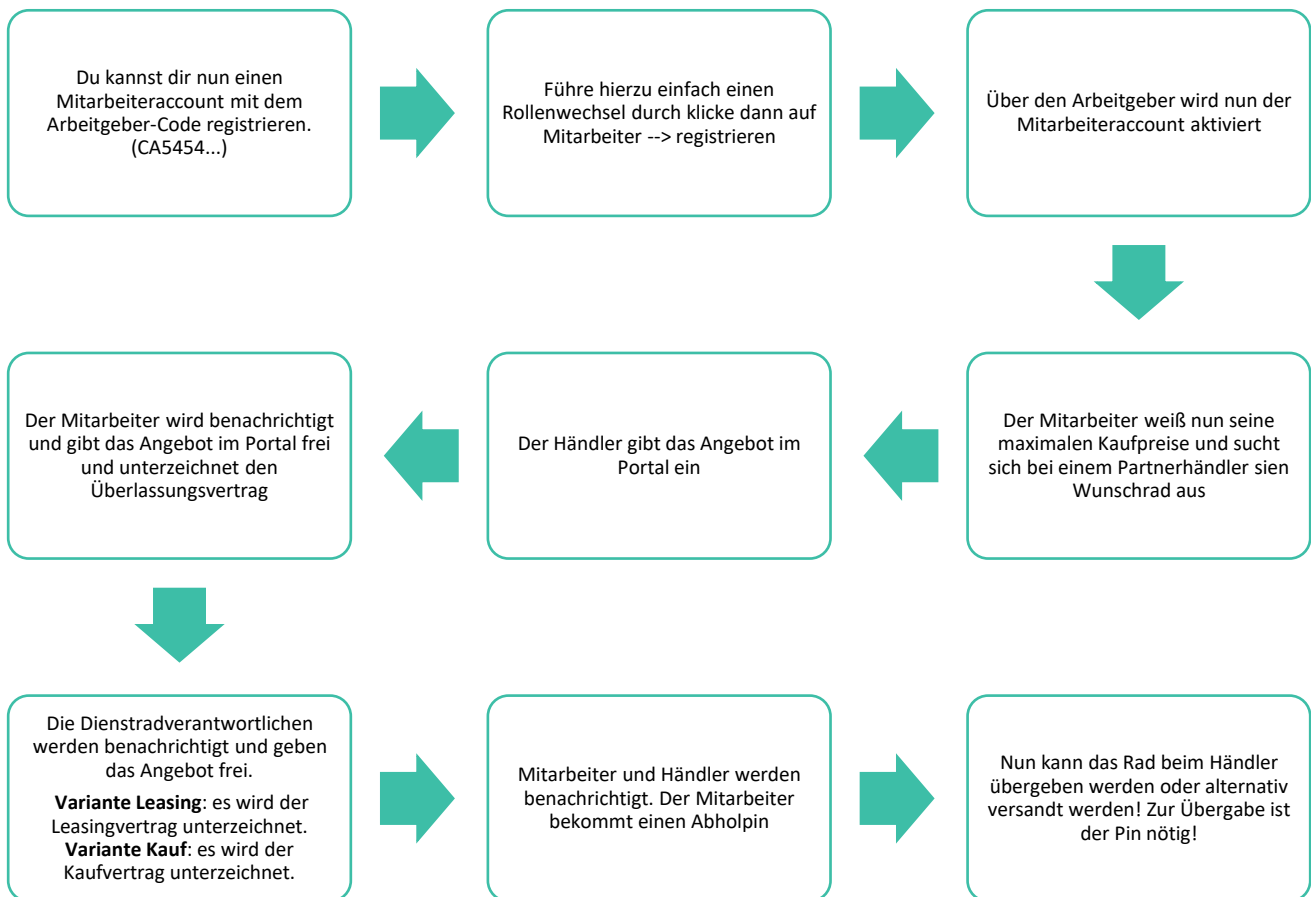 Du kannst dir nun einen
Mitarbeiteraccount mit dem
Arbeitgeber-Code registrieren.
(CA5454...)
Führe hierzu einfach einen
Rollenwechsel durch klicke dann auf
Mitarbeiter --> registrieren
Über den Arbeitgeber wird nun der
Mitarbeiteraccount aktiviert
Der Mitarbeiter weiß nun seine
maximalen Kaufpreise und sucht
sich bei einem Partnerhändler sien
Wunschrad aus
Der Händler gibt das Angebot im
Portal ein
Der Mitarbeiter wird benachrichtigt
und gibt das Angebot im Portal frei
und unterzeichnet den
Überlassungsvertrag
Die Dienstradverantwortlichen
werden benachrichtigt und geben
das Angebot frei.
Variante Leasing: es wird der
Leasingvertrag unterzeichnet.
Variante Kauf: es wird der
Kaufvertrag unterzeichnet.
Mitarbeiter und Händler werden
benachrichtigt. Der Mitarbeiter
bekommt einen Abholpin
Nun kann das Rad beim Händler
übergeben werden oder alternativ
versandt werden! Zur Übergabe ist
der Pin nötig!